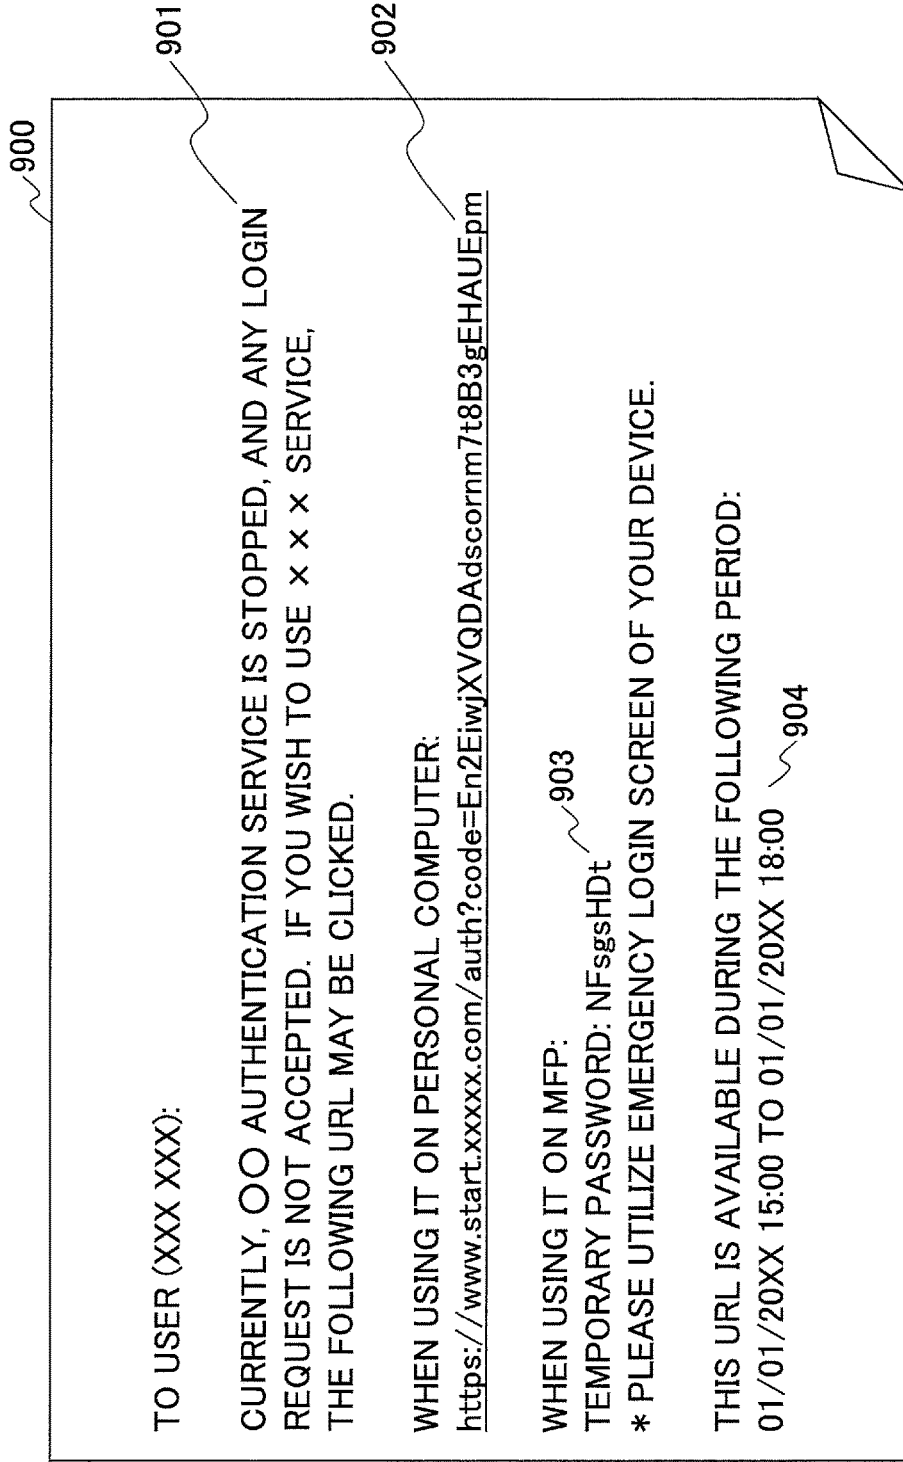 900
901
TO USER (XXX XXX):
CURRENTLY, ○○ AUTHENTICATION SERVICE IS STOPPED, AND ANY LOGIN
REQUEST IS NOT ACCEPTED. IF YOU WISH TO USE × × × SERVICE,
THE FOLLOWING URL MAY BE CLICKED.
902
WHEN USING IT ON PERSONAL COMPUTER:
https://www.start.xxxxx.com/auth?code=En2EiwjXVQDAdscornm7t8B3gEHAUEpm
WHEN USING IT ON MFP:
TEMPORARY PASSWORD: NFsgsHDt 903
* PLEASE UTILIZE EMERGENCY LOGIN SCREEN OF YOUR DEVICE.
THIS URL IS AVAILABLE DURING THE FOLLOWING PERIOD:
01/01/20XX 15:00 TO 01/01/20XX 18:00 904